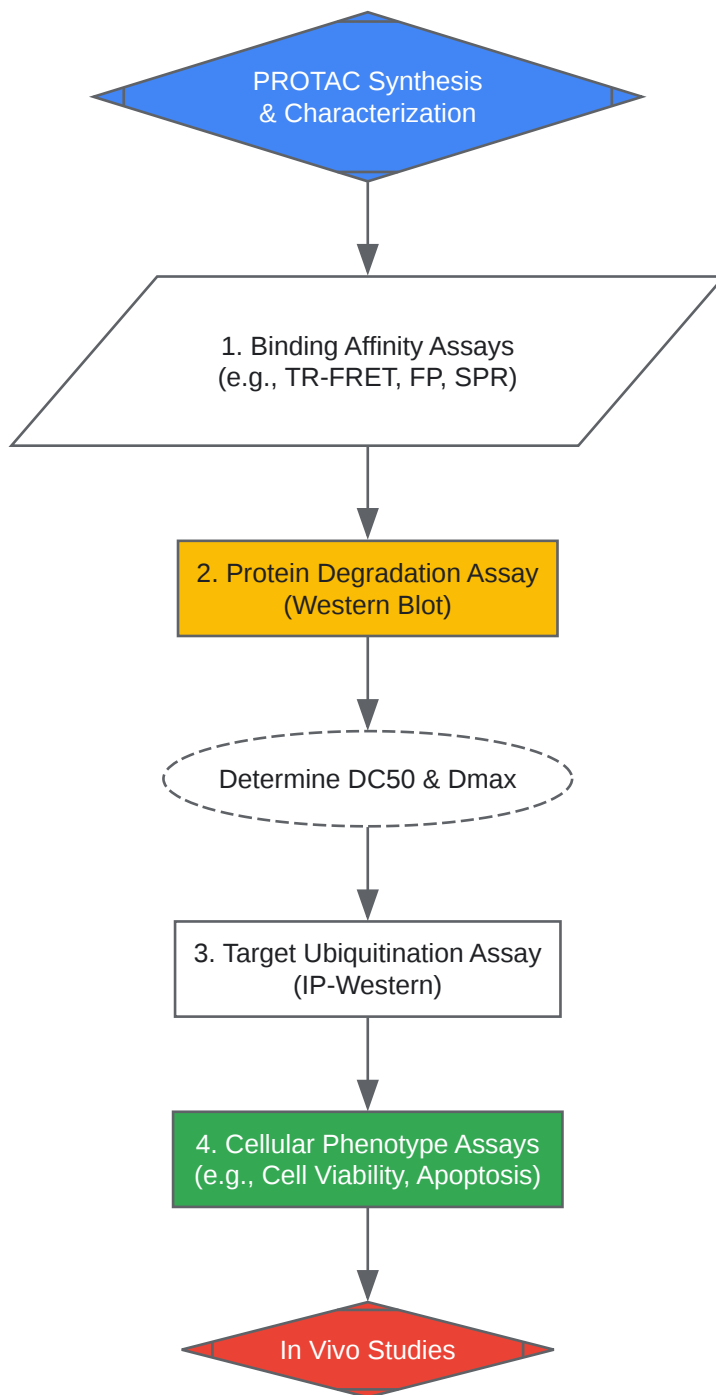 PROTAC Synthesis
& Characterization
1. Binding Affinity Assays
(e.g., TR-FRET, FP, SPR)
2. Protein Degradation Assay
(Western Blot)
Determine DC50 & Dmax
3. Target Ubiquitination Assay
(IP-Western)
4. Cellular Phenotype Assays
(e.g., Cell Viability, Apoptosis)
In Vivo Studies